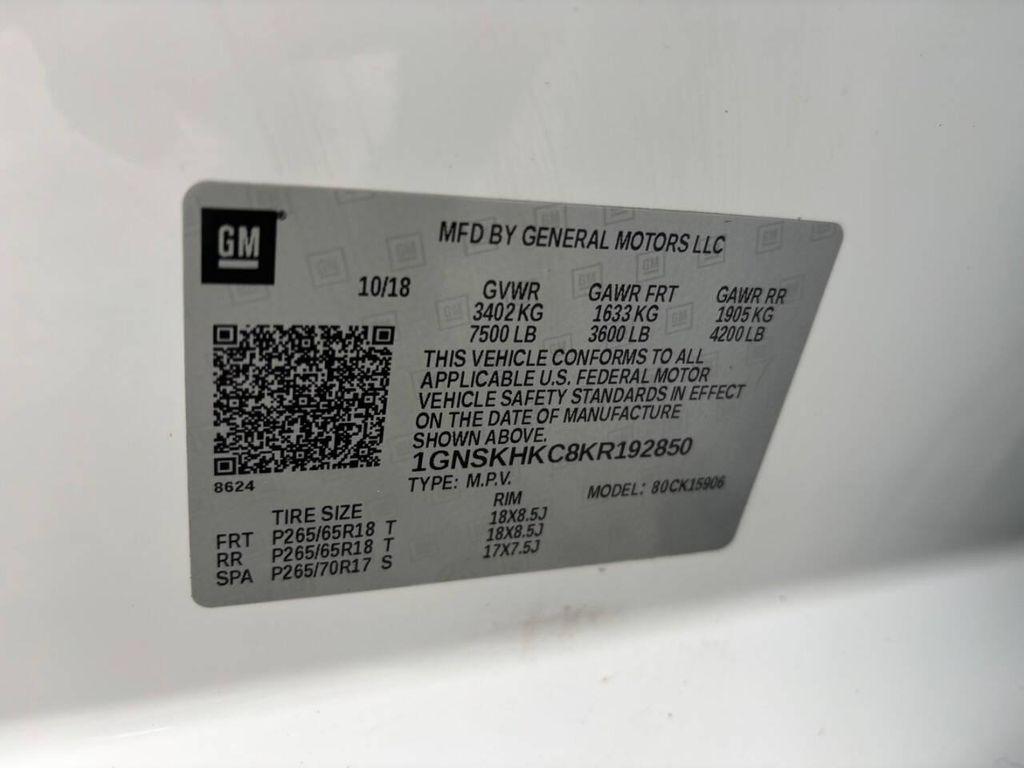 GM
MFD BY GENERAL MOTORS LLC
10/18 GVWR GAWR FRT GAWR RR
3402 KG 1633 KG 1905 KG
7500 LB 3600 LB 4200 LB
THIS VEHICLE CONFORMS TO ALL
APPLICABLE U.S. FEDERAL MOTOR
VEHICLE SAFETY STANDARDS IN EFFECT
ON THE DATE OF MANUFACTURE
SHOWN ABOVE.
1GNSKHKC8KR192850
8624
TYPE: M.P.V. MODEL: 80CK15906
TIRE SIZE RIM
FRT P265/65R18 T 18X8.5J
RR P265/65R18 T 18X8.5J
SPA P265/70R17 S 17X7.5J